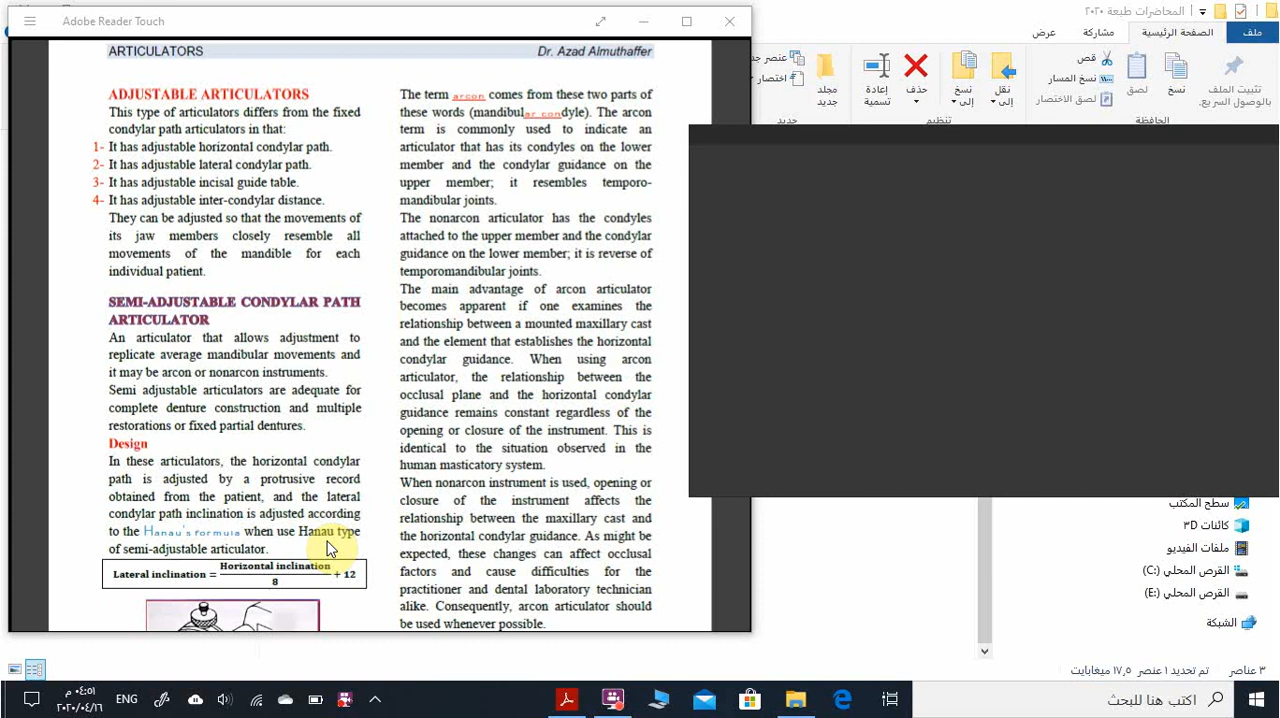 Adobe Reader Touch
ARTICULATORS
Dr. Azad Almuthaffer
ADJUSTABLE ARTICULATORS
This type of articulators differs from the fixed
condylar path articulators in that:
1- It has adjustable horizontal condylar path.
2- It has adjustable lateral condylar path.
3- It has adjustable incisal guide table.
4- It has adjustable inter-condylar distance.
They can be adjusted so that the movements of
its jaw members closely resemble all
movements of the mandible for each
individual patient.
SEMI-ADJUSTABLE CONDYLAR PATH
ARTICULATOR
An articulator that allows adjustment to
replicate average mandibular movements and
it may be arcon or nonarcon instruments.
Semi adjustable articulators are adequate for
complete denture construction and multiple
restorations or fixed partial dentures.
Design
In these articulators, the horizontal condylar
path is adjusted by a protrusive record
obtained from the patient, and the lateral
condylar path inclination is adjusted according
to the Hanau's formula when use Hanau type
of semi-adjustable articulator.
Lateral inclination = Horizontal inclination / 8 + 12
The term arcon comes from these two parts of
these words (mandibular condyle). The arcon
term is commonly used to indicate an
articulator that has its condyles on the lower
member and the condylar guidance on the
upper member; it resembles temporo-
mandibular joints.
The nonarcon articulator has the condyles
attached to the upper member and the condylar
guidance on the lower member; it is reverse of
temporomandibular joints.
The main advantage of arcon articulator
becomes apparent if one examines the
relationship between a mounted maxillary cast
and the element that establishes the horizontal
condylar guidance. When using arcon
articulator, the relationship between the
occlusal plane and the horizontal condylar
guidance remains constant regardless of the
opening or closure of the instrument. This is
identical to the situation observed in the
human masticatory system.
When nonarcon instrument is used, opening or
closure of the instrument affects the
relationship between the maxillary cast and
the horizontal condylar guidance. As might be
expected, these changes can affect occlusal
factors and cause difficulties for the
practitioner and dental laboratory technician
alike. Consequently, arcon articulator should
be used whenever possible.
المحاضرات طبعة ٢٠٢٠
ملف
الصفحة الرئيسية
مشاركة
عرض
تثبيت الملف
بالوصول السريع
نسخ
لصق
قص
نسخ المسار
لصق الاختصار
الحافظة
نقل
إلى
نسخ
إلى
حذف
إعادة
تسمية
تنظيم
مجلد
جديد
عنصر جد
اختصار
جديد
سطح المكتب
كائنات ٣D
ملفات الفيديو
القرص المحلي (C:)
القرص المحلي (E:)
الشبكة
٣ عناصر
تم تحديد ١ عنصر ١٧,٥ ميغابايت
اكتب هنا للبحث
ENG
٠٤:٥١ م
٢٠٢٠/٠٤/١٦